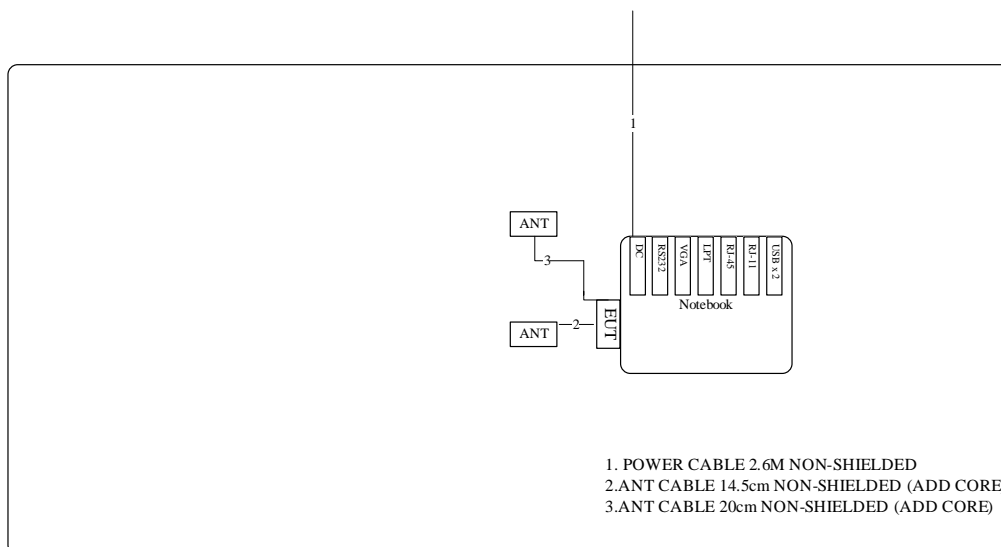 1
ANT
3
DC
RS232
VGA
LPT
RJ-45
RJ-11
USB x 2
Notebook
EUT
ANT
2
1. POWER CABLE 2.6M NON-SHIELDED
2.ANT CABLE 14.5cm NON-SHIELDED (ADD CORE
3.ANT CABLE 20cm NON-SHIELDED (ADD CORE)